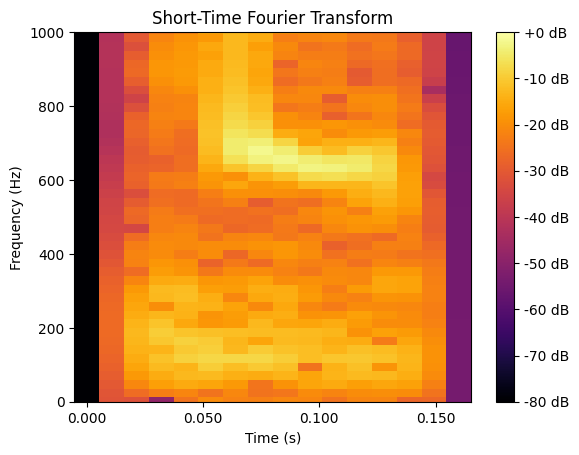 Short-Time Fourier Transform
1000
800
600
400
200
0
Frequency (Hz)
0.000
0.050
0.100
0.150
Time (s)
+0 dB
-10 dB
-20 dB
-30 dB
-40 dB
-50 dB
-60 dB
-70 dB
-80 dB